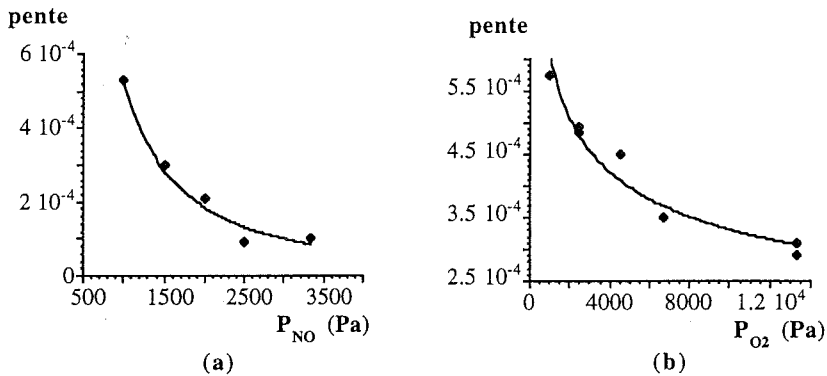 pente
6 10-4
4 10-4
2 10-4
0
500 1500 2500 3500
P NO (Pa)
(a)
pente
5.5 10-4
4.5 10-4
3.5 10-4
2.5 10-4
0 4000 8000 1.2 10⁴
P O2 (Pa)
(b)